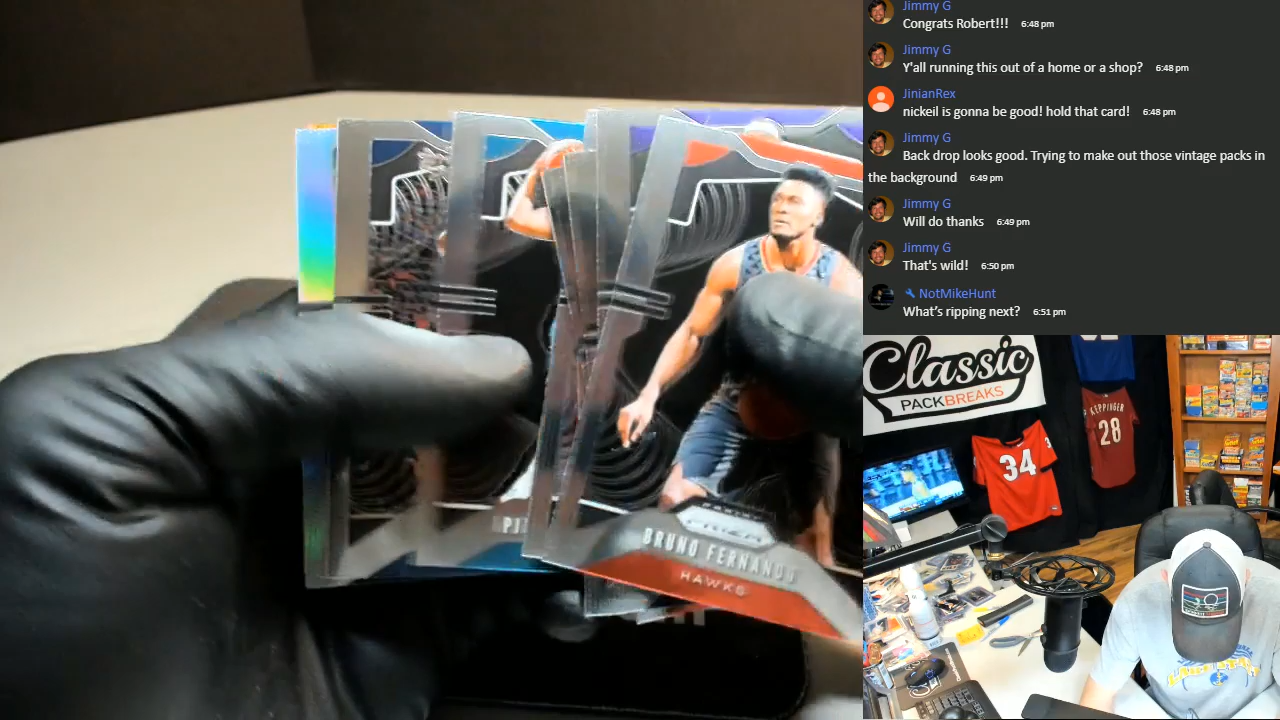 Jimmy G
Congrats Robert!!! 6:48 pm
Jimmy G
Y'all running this out of a home or a shop? 6:48 pm
JinianRex
nickeil is gonna be good! hold that card! 6:48 pm
Jimmy G
Back drop looks good. Trying to make out those vintage packs in
the background 6:49 pm
Jimmy G
Will do thanks 6:49 pm
Jimmy G
That's wild! 6:50 pm
NotMikeHunt
What's ripping next? 6:51 pm
PJ
PRIZM
BRUNO FERNANDO
HAWKS
Classic
PACKBREAKS
34
KEPPINGER
28